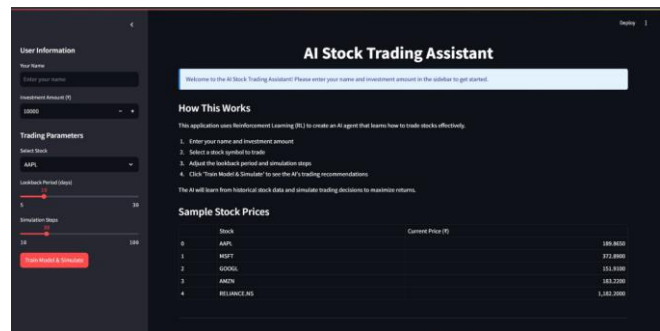 Deploy
User Information
Your Name
Enter your name
Investment Amount (₹)
10000
Trading Parameters
Select Stock
AAPL
Lookback Period (days)
10
5
30
Simulation Steps
30
10
100
Train Model & Simulate
AI Stock Trading Assistant
Welcome to the AI Stock Trading Assistant! Please enter your name and investment amount in the sidebar to get started.
How This Works
This application uses Reinforcement Learning (RL) to create an AI agent that learns how to trade stocks effectively.
1. Enter your name and investment amount
2. Select a stock symbol to trade
3. Adjust the lookback period and simulation steps
4. Click 'Train Model & Simulate' to see the AI's trading recommendations
The AI will learn from historical stock data and simulate trading decisions to maximize returns.
Sample Stock Prices
Stock Current Price (₹)
0 AAPL 189.8650
1 MSFT 372.8900
2 GOOGL 151.9100
3 AMZN 183.2200
4 RELIANCE.NS 1,182.2000